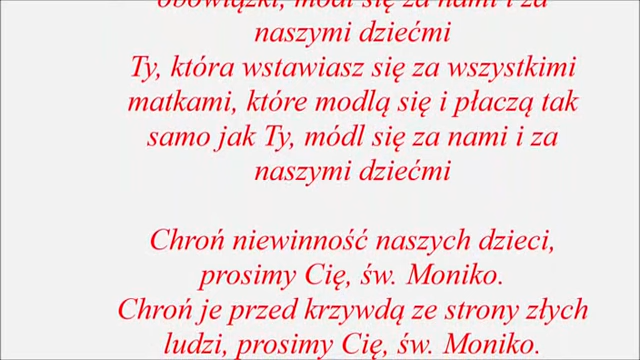 obowiązki, módl się za nami i za
naszymi dziećmi
Ty, która wstawiasz się za wszystkimi
matkami, które modlą się i płaczą tak
samo jak Ty, módl się za nami i za
naszymi dziećmi
Chroń niewinność naszych dzieci,
prosimy Cię, św. Moniko.
Chroń je przed krzywdą ze strony złych
ludzi, prosimy Cię, św. Moniko.